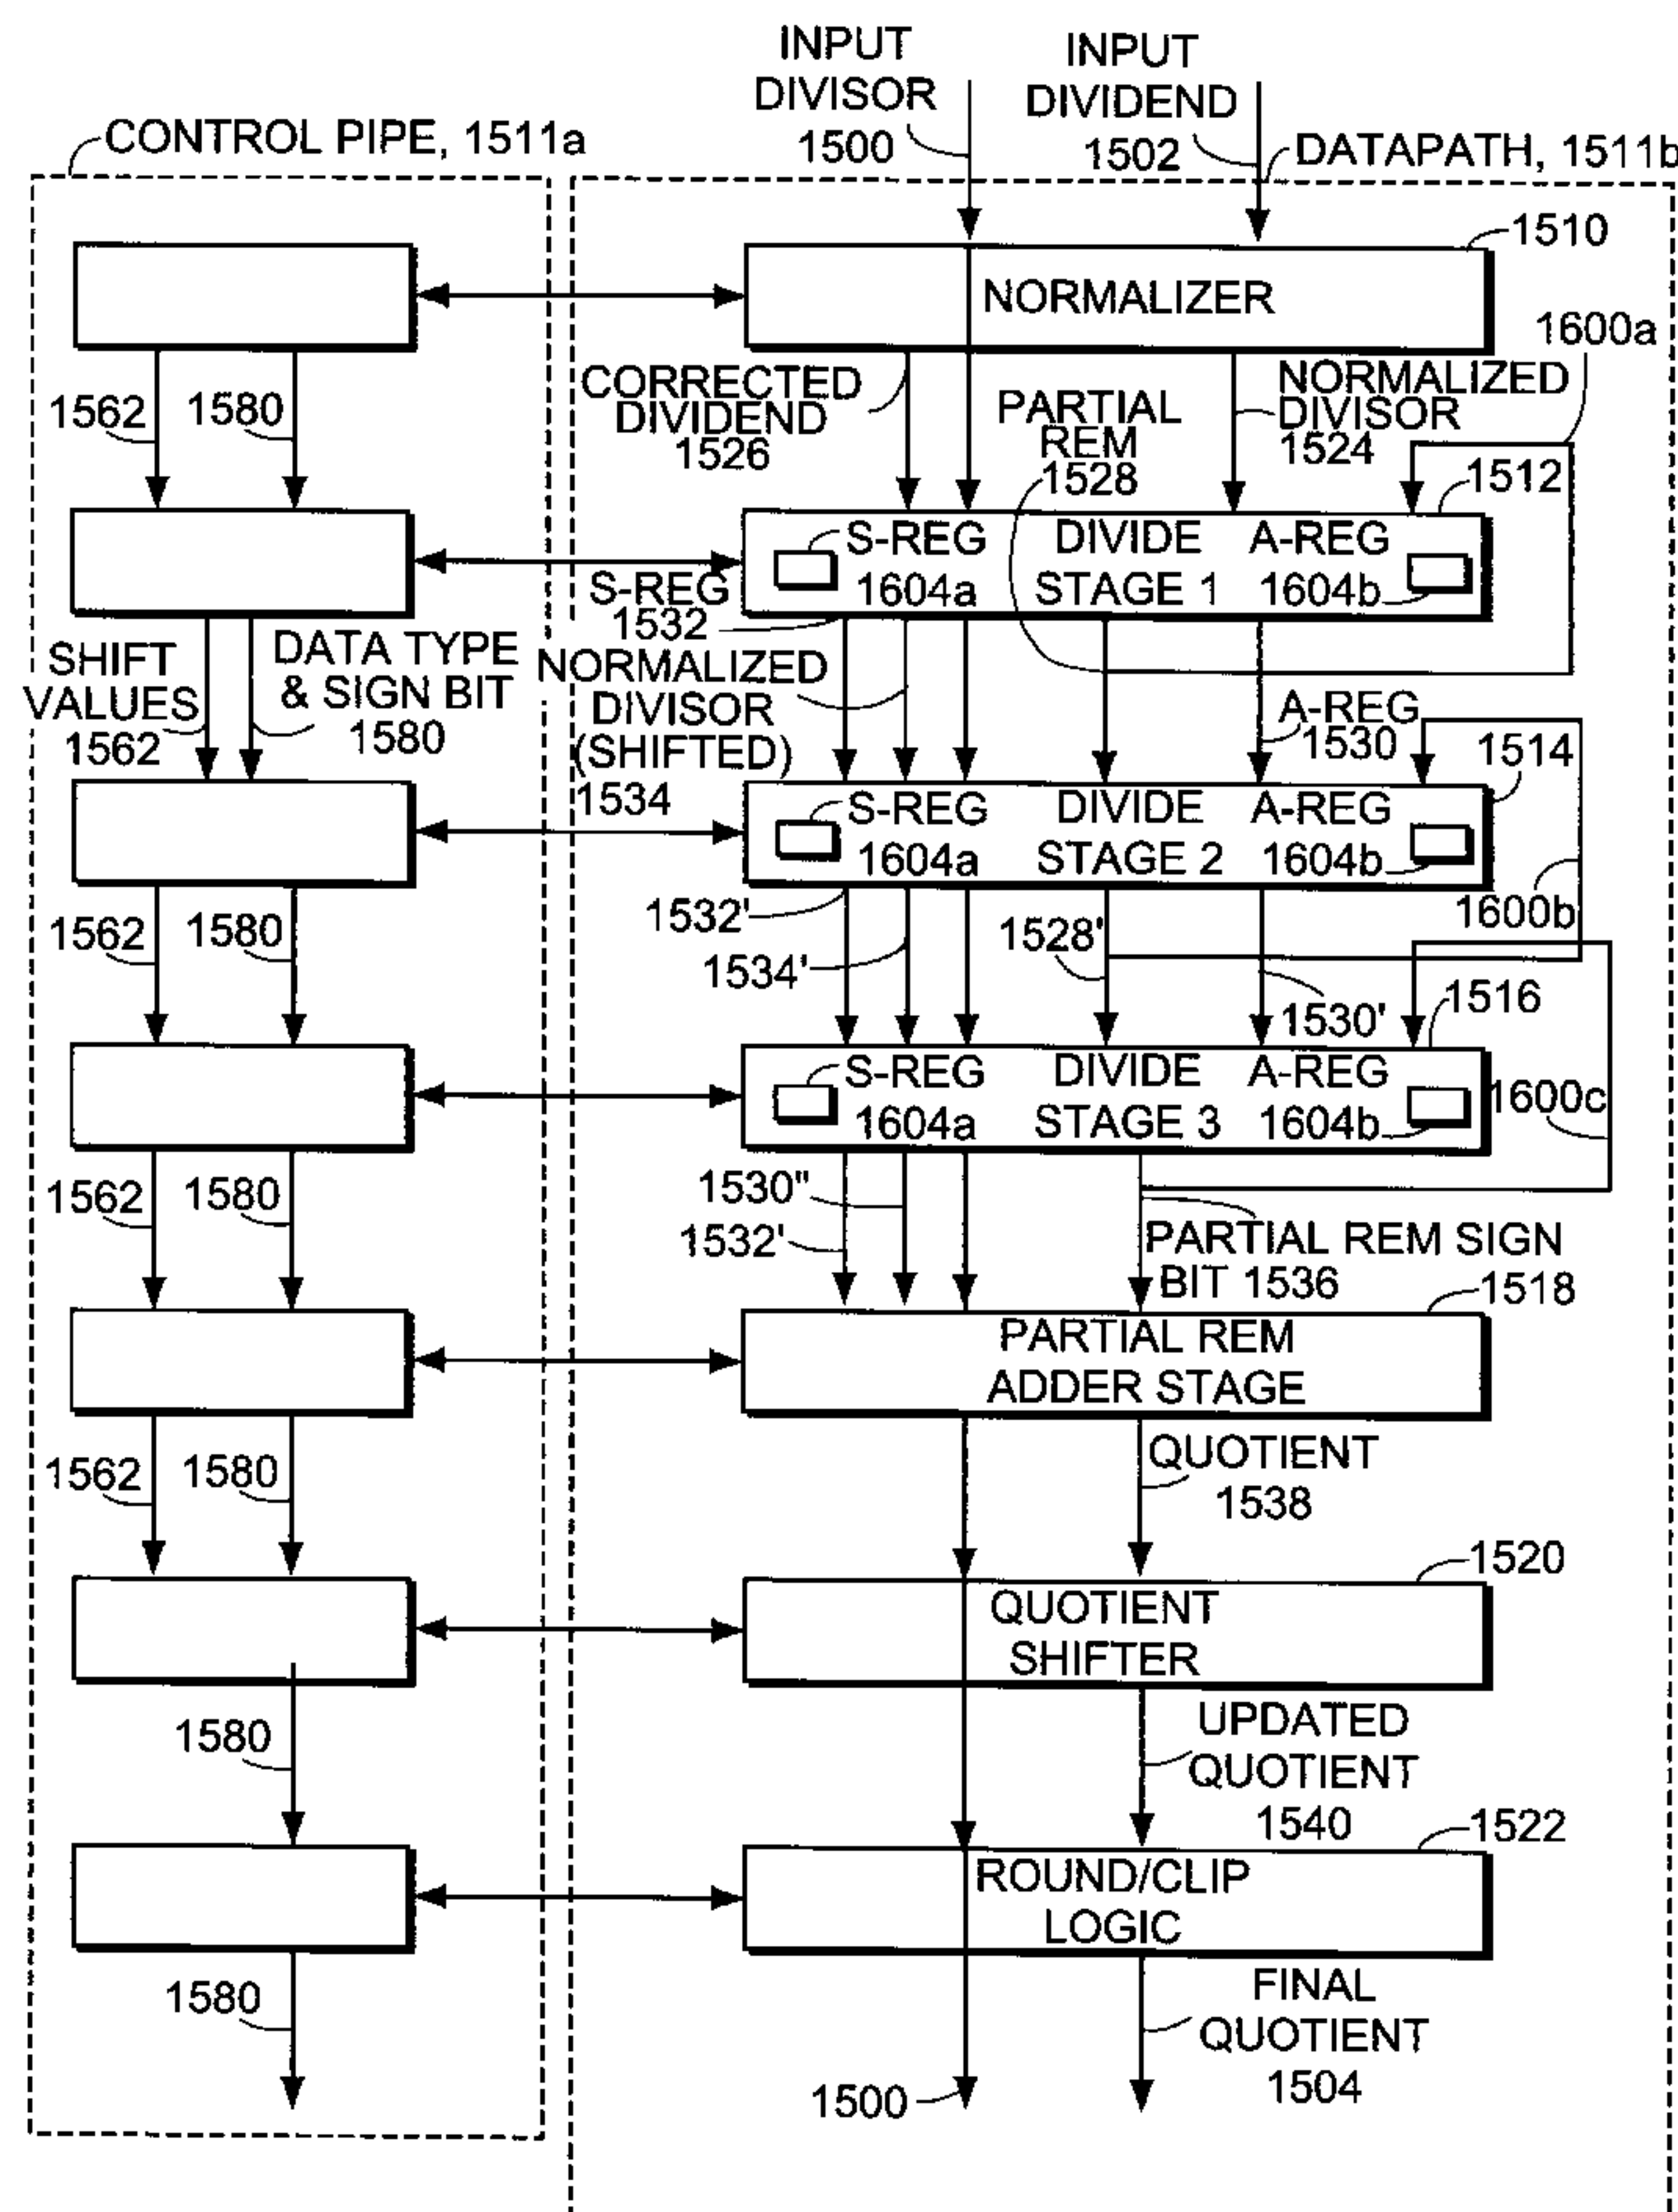 INPUT
DIVISOR
1500
INPUT
DIVIDEND
1502
CONTROL PIPE, 1511a
DATAPATH, 1511b
1510
NORMALIZER
1600a
1562
1580
CORRECTED
DIVIDEND
1526
PARTIAL
REM
1528
NORMALIZED
DIVISOR
1524
1512
S-REG
1604a
DIVIDE
STAGE 1
A-REG
1604b
S-REG
1532
SHIFT
VALUES
1562
DATA TYPE
& SIGN BIT
1580
NORMALIZED
DIVISOR
(SHIFTED)
1534
A-REG
1530
1514
S-REG
1604a
DIVIDE
STAGE 2
A-REG
1604b
1600b
1562
1580
1532'
1534'
1528'
1530'
1516
S-REG
1604a
DIVIDE
STAGE 3
A-REG
1604b
1600c
1562
1580
1530"
1532'
PARTIAL REM SIGN
BIT 1536
1518
PARTIAL REM
ADDER STAGE
1562
1580
QUOTIENT
1538
1520
QUOTIENT
SHIFTER
1580
UPDATED
QUOTIENT
1540
1522
ROUND/CLIP
LOGIC
1580
FINAL
QUOTIENT
1504
1500